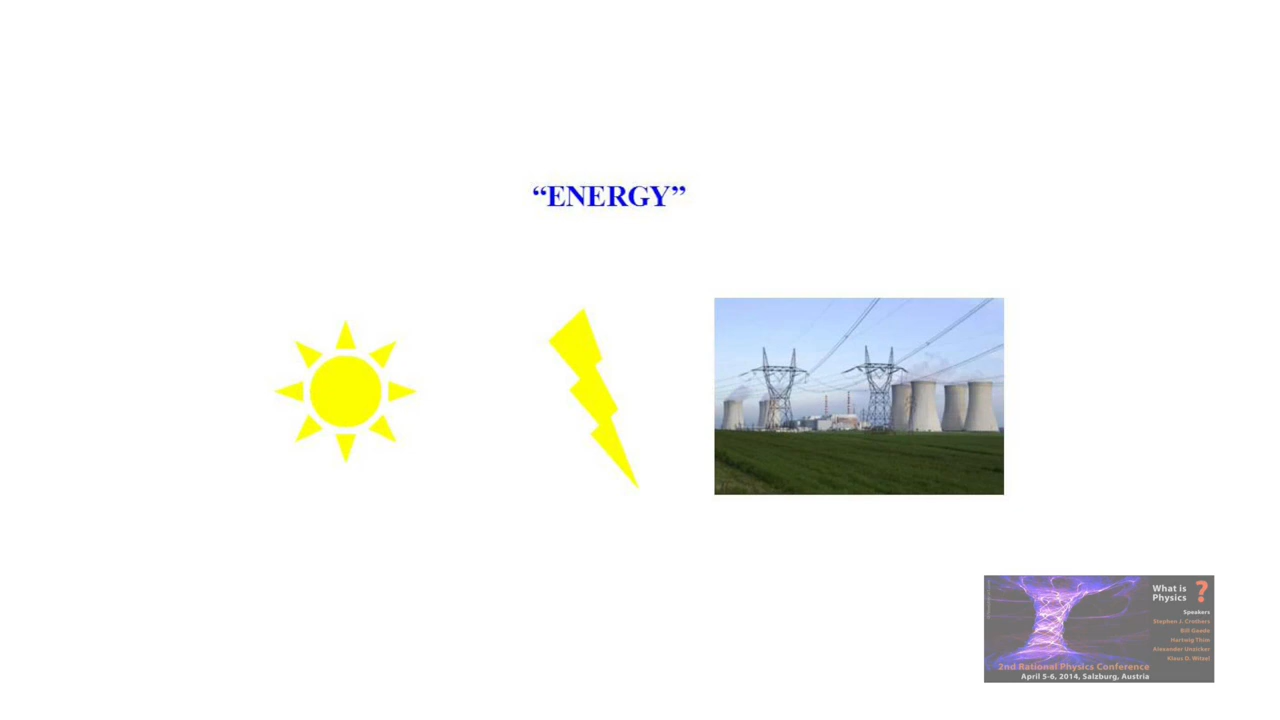 “ENERGY”
What is
Physics ?
Speakers
Stephen J. Crothers
Bill Gaede
Hartwig Thim
Alexander Unzicker
Klaus D. Witzel
2nd Rational Physics Conference
April 5-6, 2014, Salzburg, Austria